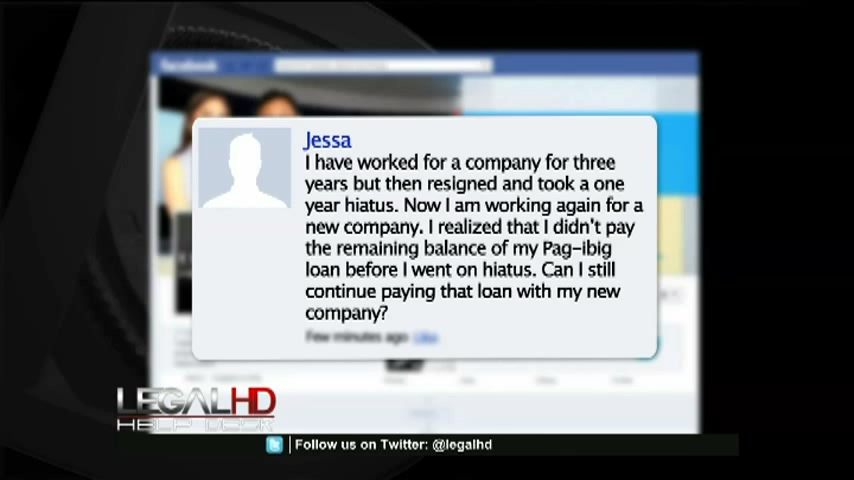 facebook
Jessa
I have worked for a company for three
years but then resigned and took a one
year hiatus. Now I am working again for a
new company. I realized that I didn't pay
the remaining balance of my Pag-ibig
loan before I went on hiatus. Can I still
continue paying that loan with my new
company?
Few minutes ago Like
LEGALHD
HELP DESK
Follow us on Twitter: @legalhd